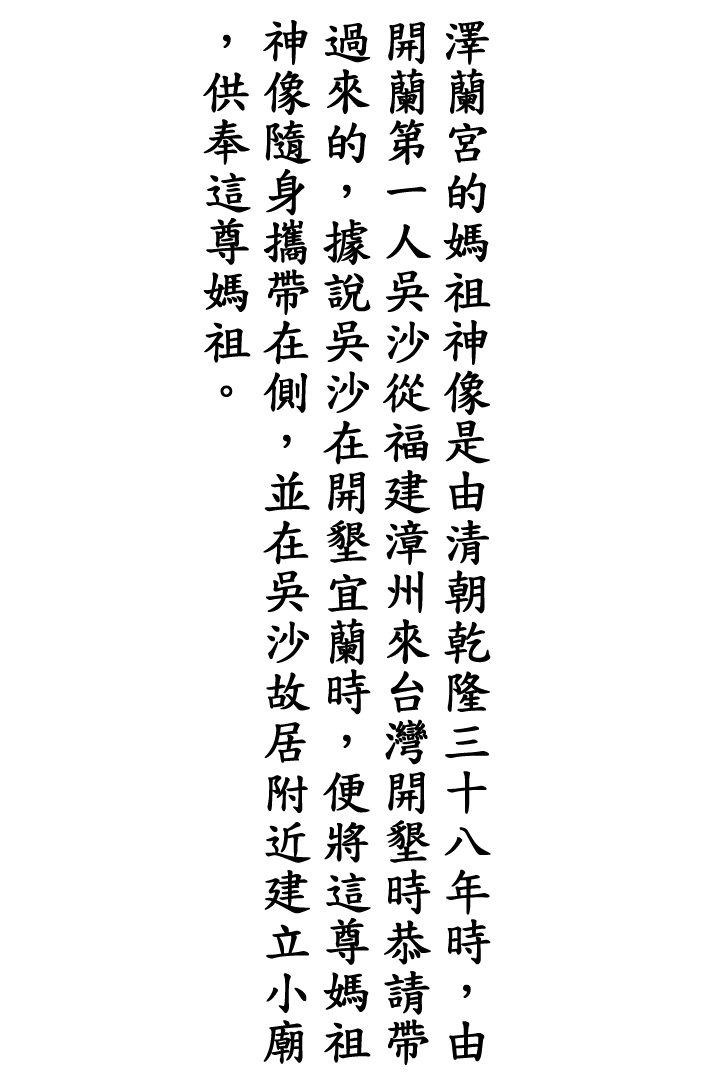 澤蘭宮的媽祖神像是由清朝乾隆三十八年時，由
開蘭第一人吳沙從福建漳州來台灣開墾時恭請帶
過來的，據說吳沙在開墾宜蘭時，便將這尊媽祖
神像隨身攜帶在側，並在吳沙故居附近建立小廟
，供奉這尊媽祖。